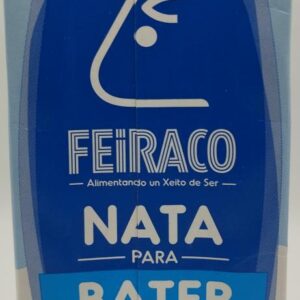 FEiRACO
Alimentando un Xeito de Ser
NATA
PARA
BATER